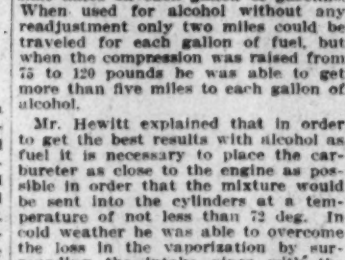 When used for alcohol without any
readjustment only two miles could be
traveled for each gallon of fuel, but
when the compression was raised from
75 to 120 pounds he was able to get
more than five miles to each gallon of
alcohol.
Mr. Hewitt explained that in order
to get the best results with alcohol as
fuel it is necessary to place the car-
bureter as close to the engine as pos-
sible in order that the mixture would
be sent into the cylinders at a tem-
perature of not less than 72 deg. In
cold weather he was able to overcome
the loss in the vaporization by sur-